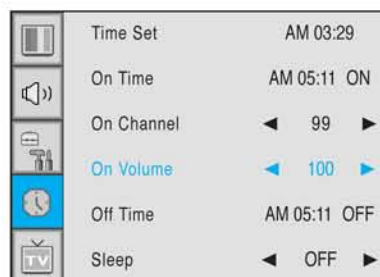 Time Set AM 03:29
On Time AM 05:11 ON
On Channel ◄ 99 ►
On Volume ◄ 100 ►
Off Time AM 05:11 OFF
Sleep ◄ OFF ►
TV